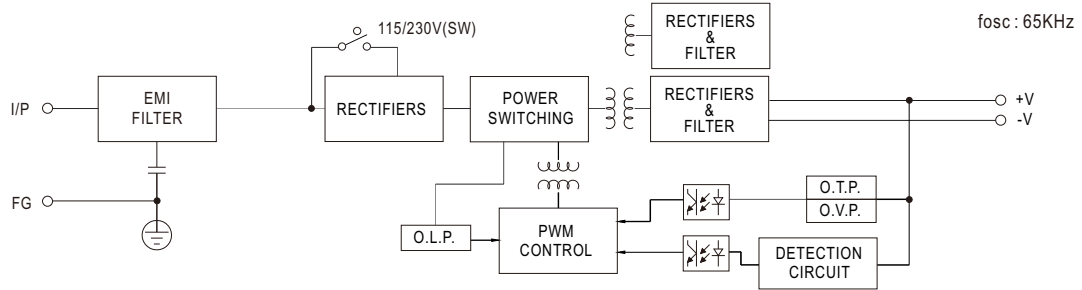 115/230V(SW)
RECTIFIERS
&
FILTER
fosc : 65KHz
I/P
EMI
FILTER
RECTIFIERS
POWER
SWITCHING
RECTIFIERS
&
FILTER
+V
-V
FG
O.L.P.
PWM
CONTROL
O.T.P.
O.V.P.
DETECTION
CIRCUIT